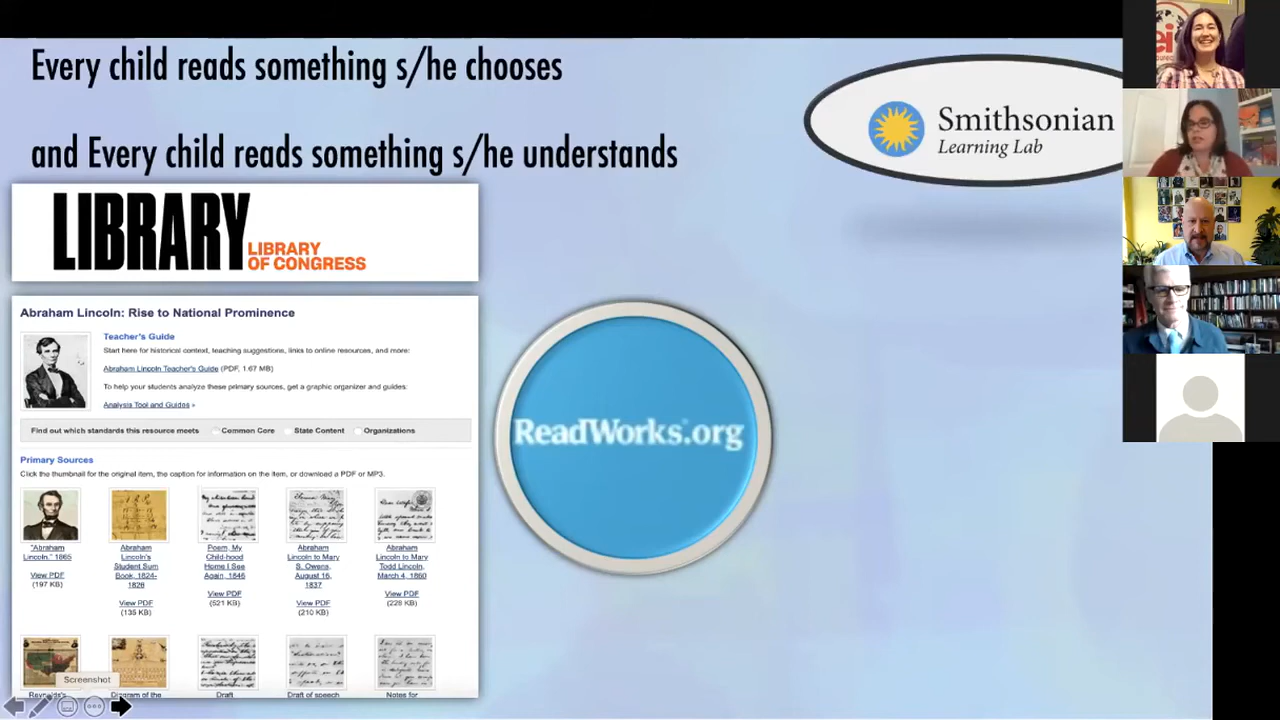 Every child reads something s/he chooses
and Every child reads something s/he understands
Smithsonian
Learning Lab
LIBRARY
LIBRARY
OF CONGRESS
Abraham Lincoln: Rise to National Prominence
Teacher's Guide
Start here for historical context, teaching suggestions, links to online resources, and more:
Abraham Lincoln Teacher's Guide (PDF, 1.67 MB)
To help your students analyze these primary sources, get a graphic organizer and guides:
Analysis Tool and Guides »
Find out which standards this resource meets Common Core State Content Organizations
Primary Sources
Click the thumbnail for the original item, the caption for information on the item, or download a PDF or MP3.
"Abraham
Lincoln." 1865
View PDF
(197 KB)
Abraham
Lincoln's
Student Sum
Book, 1824-
1826
View PDF
(135 KB)
Poem, My
Child-hood
Home I See
Again, 1846
View PDF
(521 KB)
Abraham
Lincoln to Mary
S. Owens,
August 16,
1837
View PDF
(210 KB)
Abraham
Lincoln to Mary
Todd Lincoln,
March 4, 1860
View PDF
(228 KB)
Reynolds's
Diagram of the
Draft
Draft of speech
Notes for
Screenshot
ReadWorks.org
ei